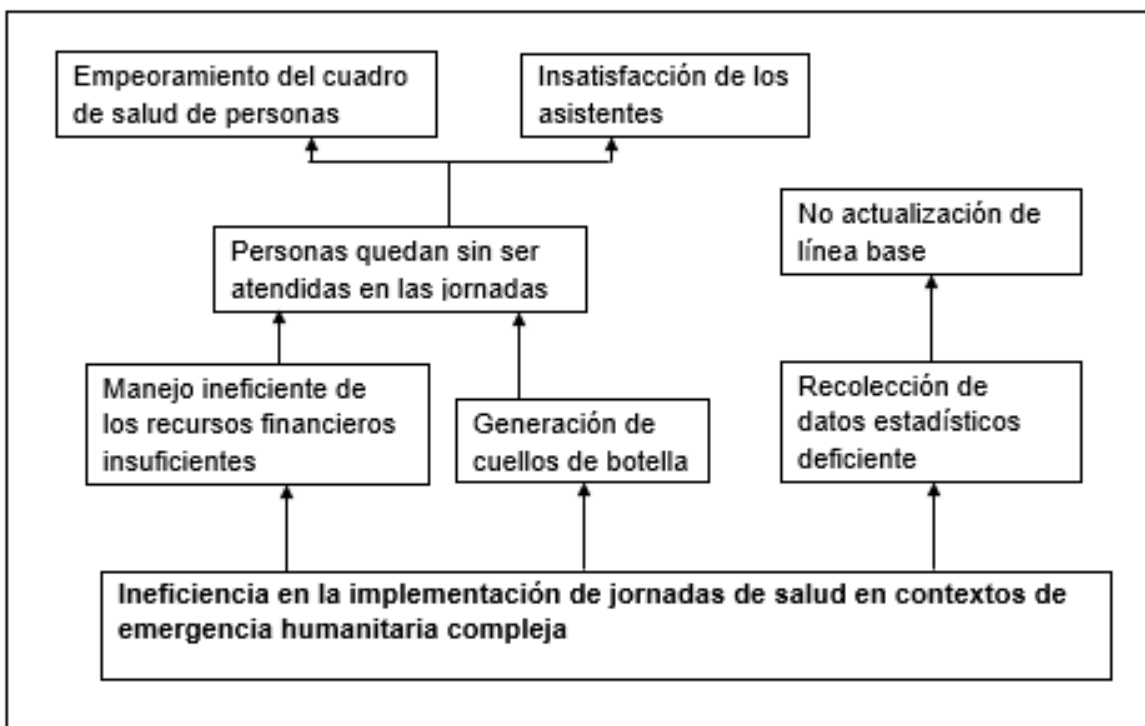 Empeoramiento del cuadro
de salud de personas
Insatisfacción de los
asistentes
No actualización de
línea base
Personas quedan sin ser
atendidas en las jornadas
Manejo ineficiente de
los recursos financieros
insuficientes
Generación de
cuellos de botella
Recolección de
datos estadísticos
deficiente
Ineficiencia en la implementación de jornadas de salud en contextos de
emergencia humanitaria compleja